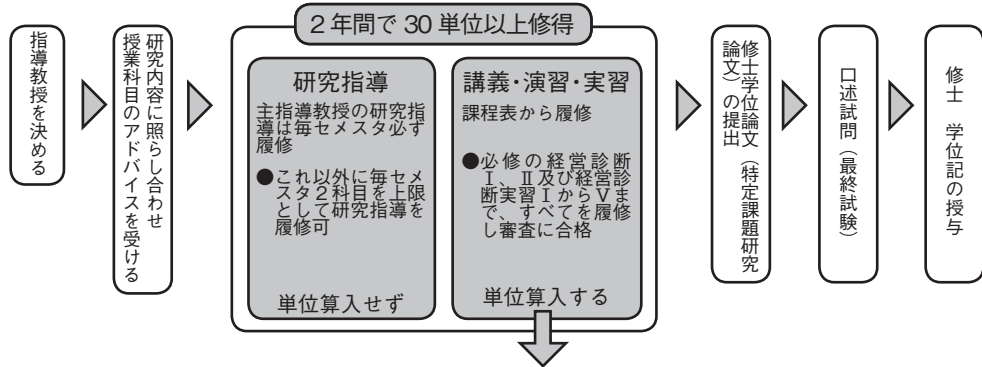 指導教授を決める
研究内容に照らし合わせ
授業科目のアドバイスを受ける
2年間で30単位以上修得
研究指導
主指導教授の研究指
導は毎セメスタ必ず
履修
●これ以外に毎セメ
スタ2科目を上限
として研究指導を
履修可
単位算入せず
講義・演習・実習
課程表から履修
●必修の経営診断
Ⅰ、Ⅱ及び経営診
断実習ⅠからⅤま
で、すべてを履修
し審査に合格
単位算入する
修士学位論文（特定課題研究
論文）の提出
口述試問（最終試験）
修士　学位記の授与